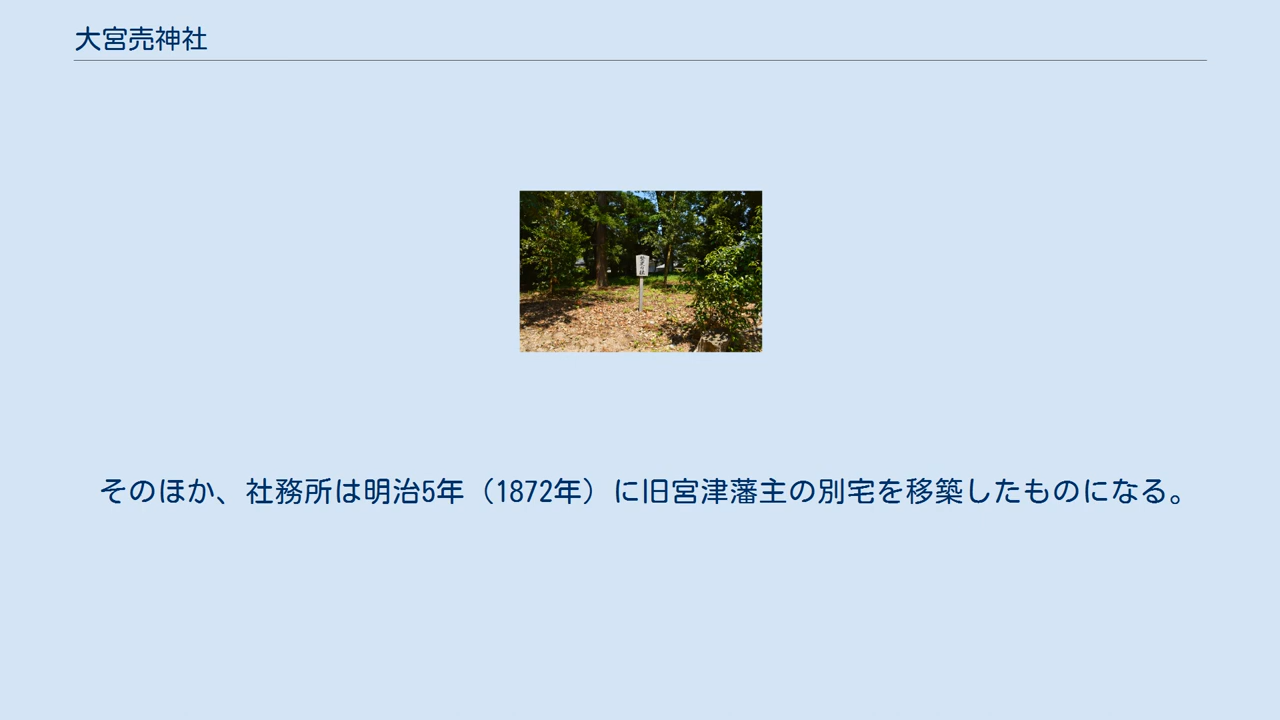 大宮売神社
そのほか、社務所は明治5年（1872年）に旧宮津藩主の別宅を移築したものになる。